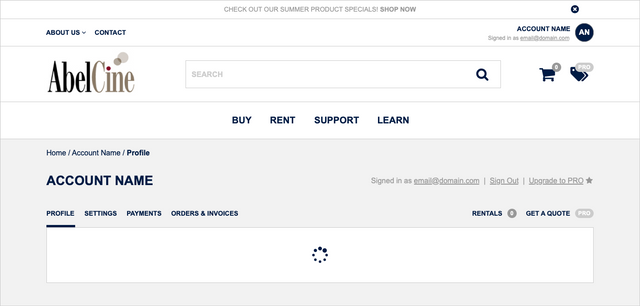 CHECK OUT OUR SUMMER PRODUCT SPECIALS! SHOP NOW
ABOUT US CONTACT
ACCOUNT NAME
Signed in as email@domain.com
AN
AbelCine
SEARCH
0
PRO
BUY RENT SUPPORT LEARN
Home / Account Name / Profile
ACCOUNT NAME
Signed in as email@domain.com | Sign Out | Upgrade to PRO
PROFILE SETTINGS PAYMENTS ORDERS & INVOICES RENTALS 0 GET A QUOTE PRO